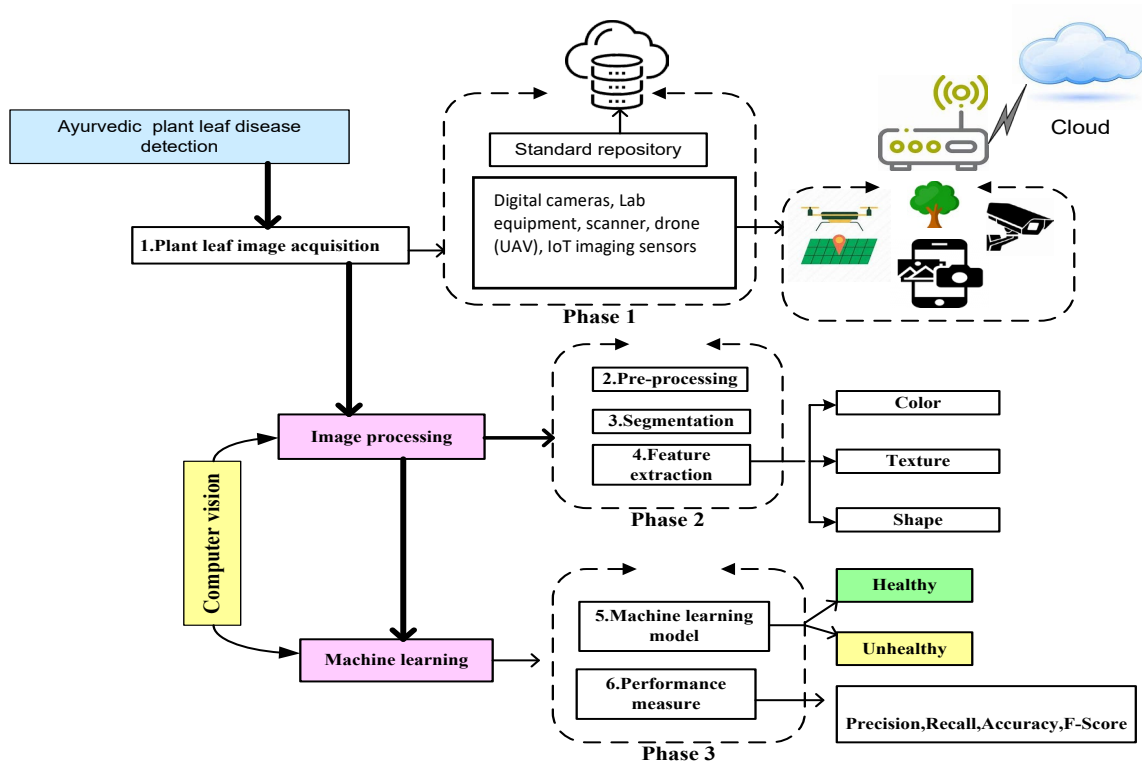 Ayurvedic plant leaf disease
detection
Standard repository
Cloud
Digital cameras, Lab
equipment, scanner, drone
(UAV), IoT imaging sensors
1.Plant leaf image acquisition
Phase 1
2.Pre-processing
3.Segmentation
4.Feature
extraction
Color
Texture
Shape
Phase 2
Image processing
Computer vision
Machine learning
5.Machine learning
model
Healthy
Unhealthy
6.Performance
measure
Precision,Recall,Accuracy,F-Score
Phase 3